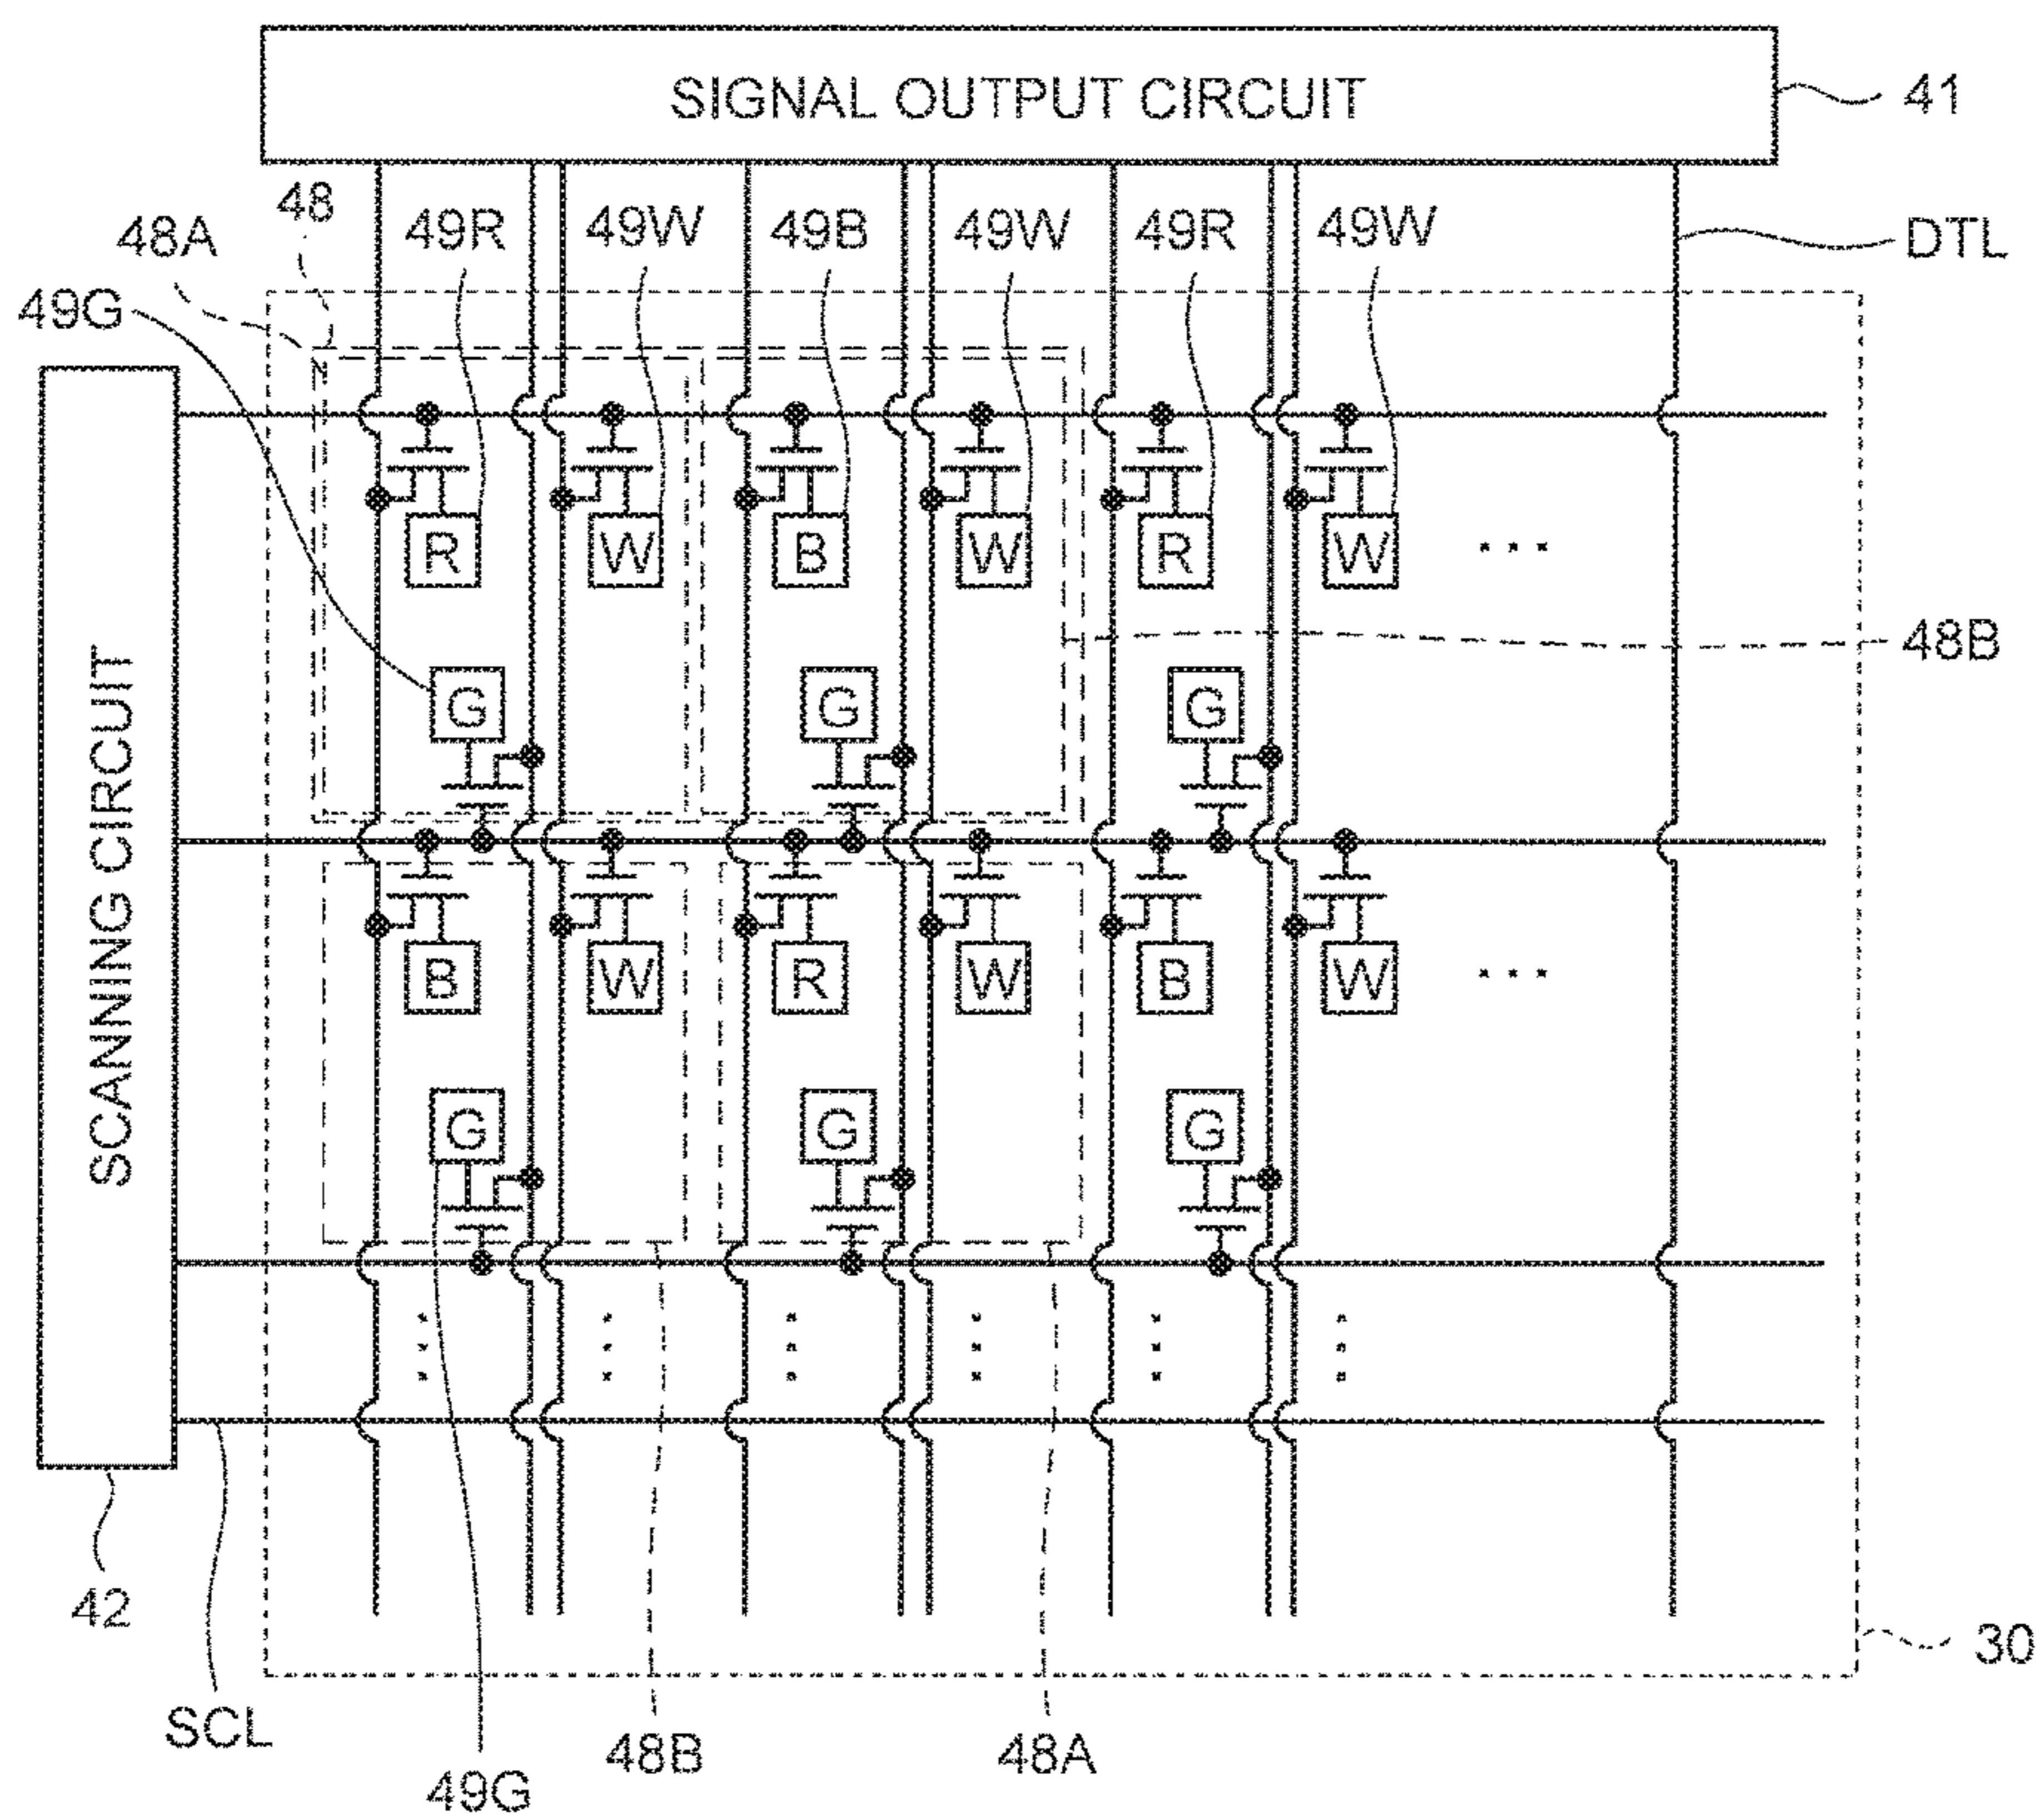 SIGNAL OUTPUT CIRCUIT
41
48
48A
49R
49W
49B
49W
49R
49W
DTL
49G
R
W
B
W
R
W
...
48B
G
G
G
SCANNING CIRCUIT
B
W
R
W
B
W
...
G
G
G
42
30
SCL
48B
48A
49G